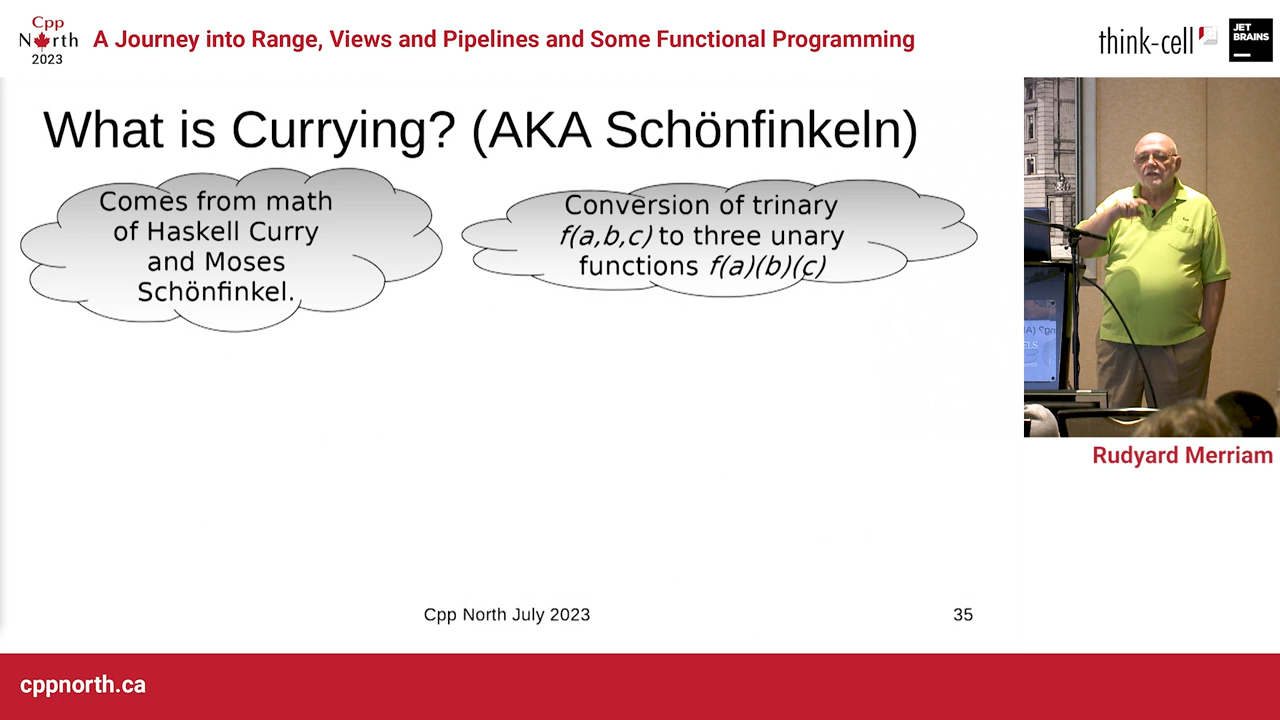 Cpp
North
2023
A Journey into Range, Views and Pipelines and Some Functional Programming
think-cell
JET
BRAINS
What is Currying? (AKA Schönfinkeln)
Comes from math
of Haskell Curry
and Moses
Schönfinkel.
Conversion of trinary
f(a,b,c) to three unary
functions f(a)(b)(c)
Rudyard Merriam
Cpp North July 2023
35
cppnorth.ca